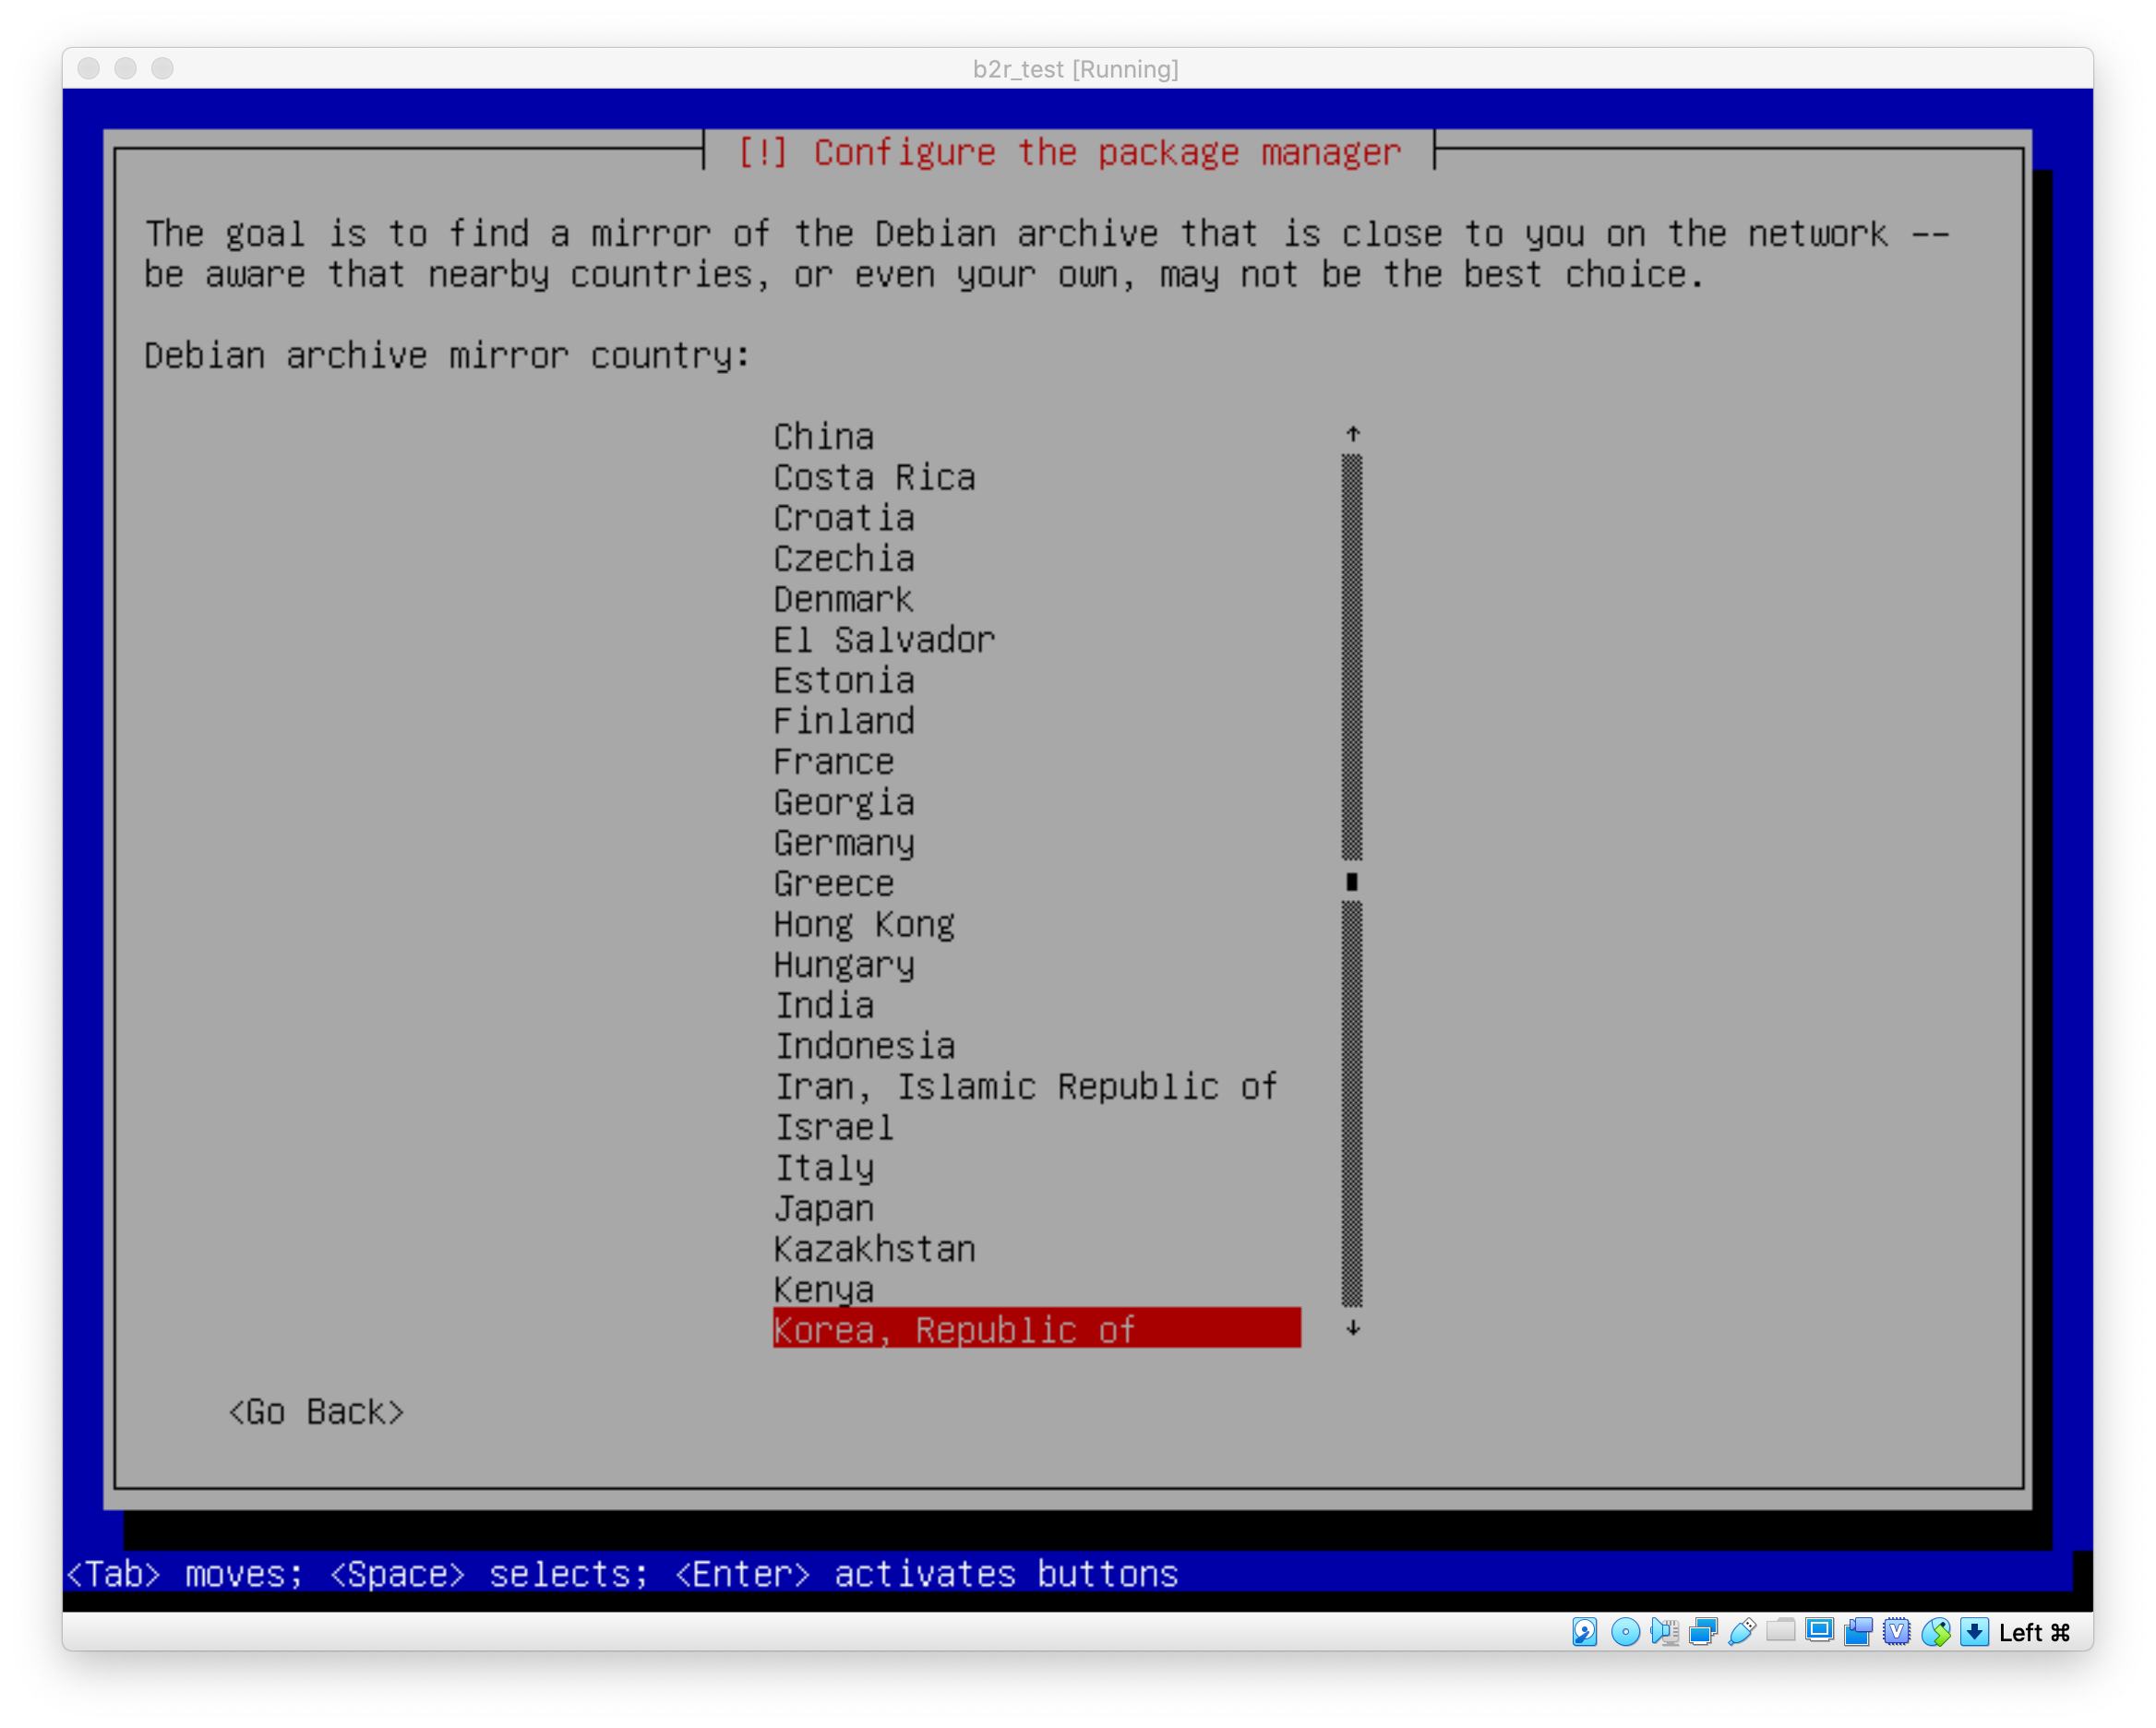 b2r_test [Running]
[!] Configure the package manager
The goal is to find a mirror of the Debian archive that is close to you on the network --
be aware that nearby countries, or even your own, may not be the best choice.
Debian archive mirror country:
China
Costa Rica
Croatia
Czechia
Denmark
El Salvador
Estonia
Finland
France
Georgia
Germany
Greece
Hong Kong
Hungary
India
Indonesia
Iran, Islamic Republic of
Israel
Italy
Japan
Kazakhstan
Kenya
Korea, Republic of
<Go Back>
<Tab> moves; <Space> selects; <Enter> activates buttons
Left ⌘